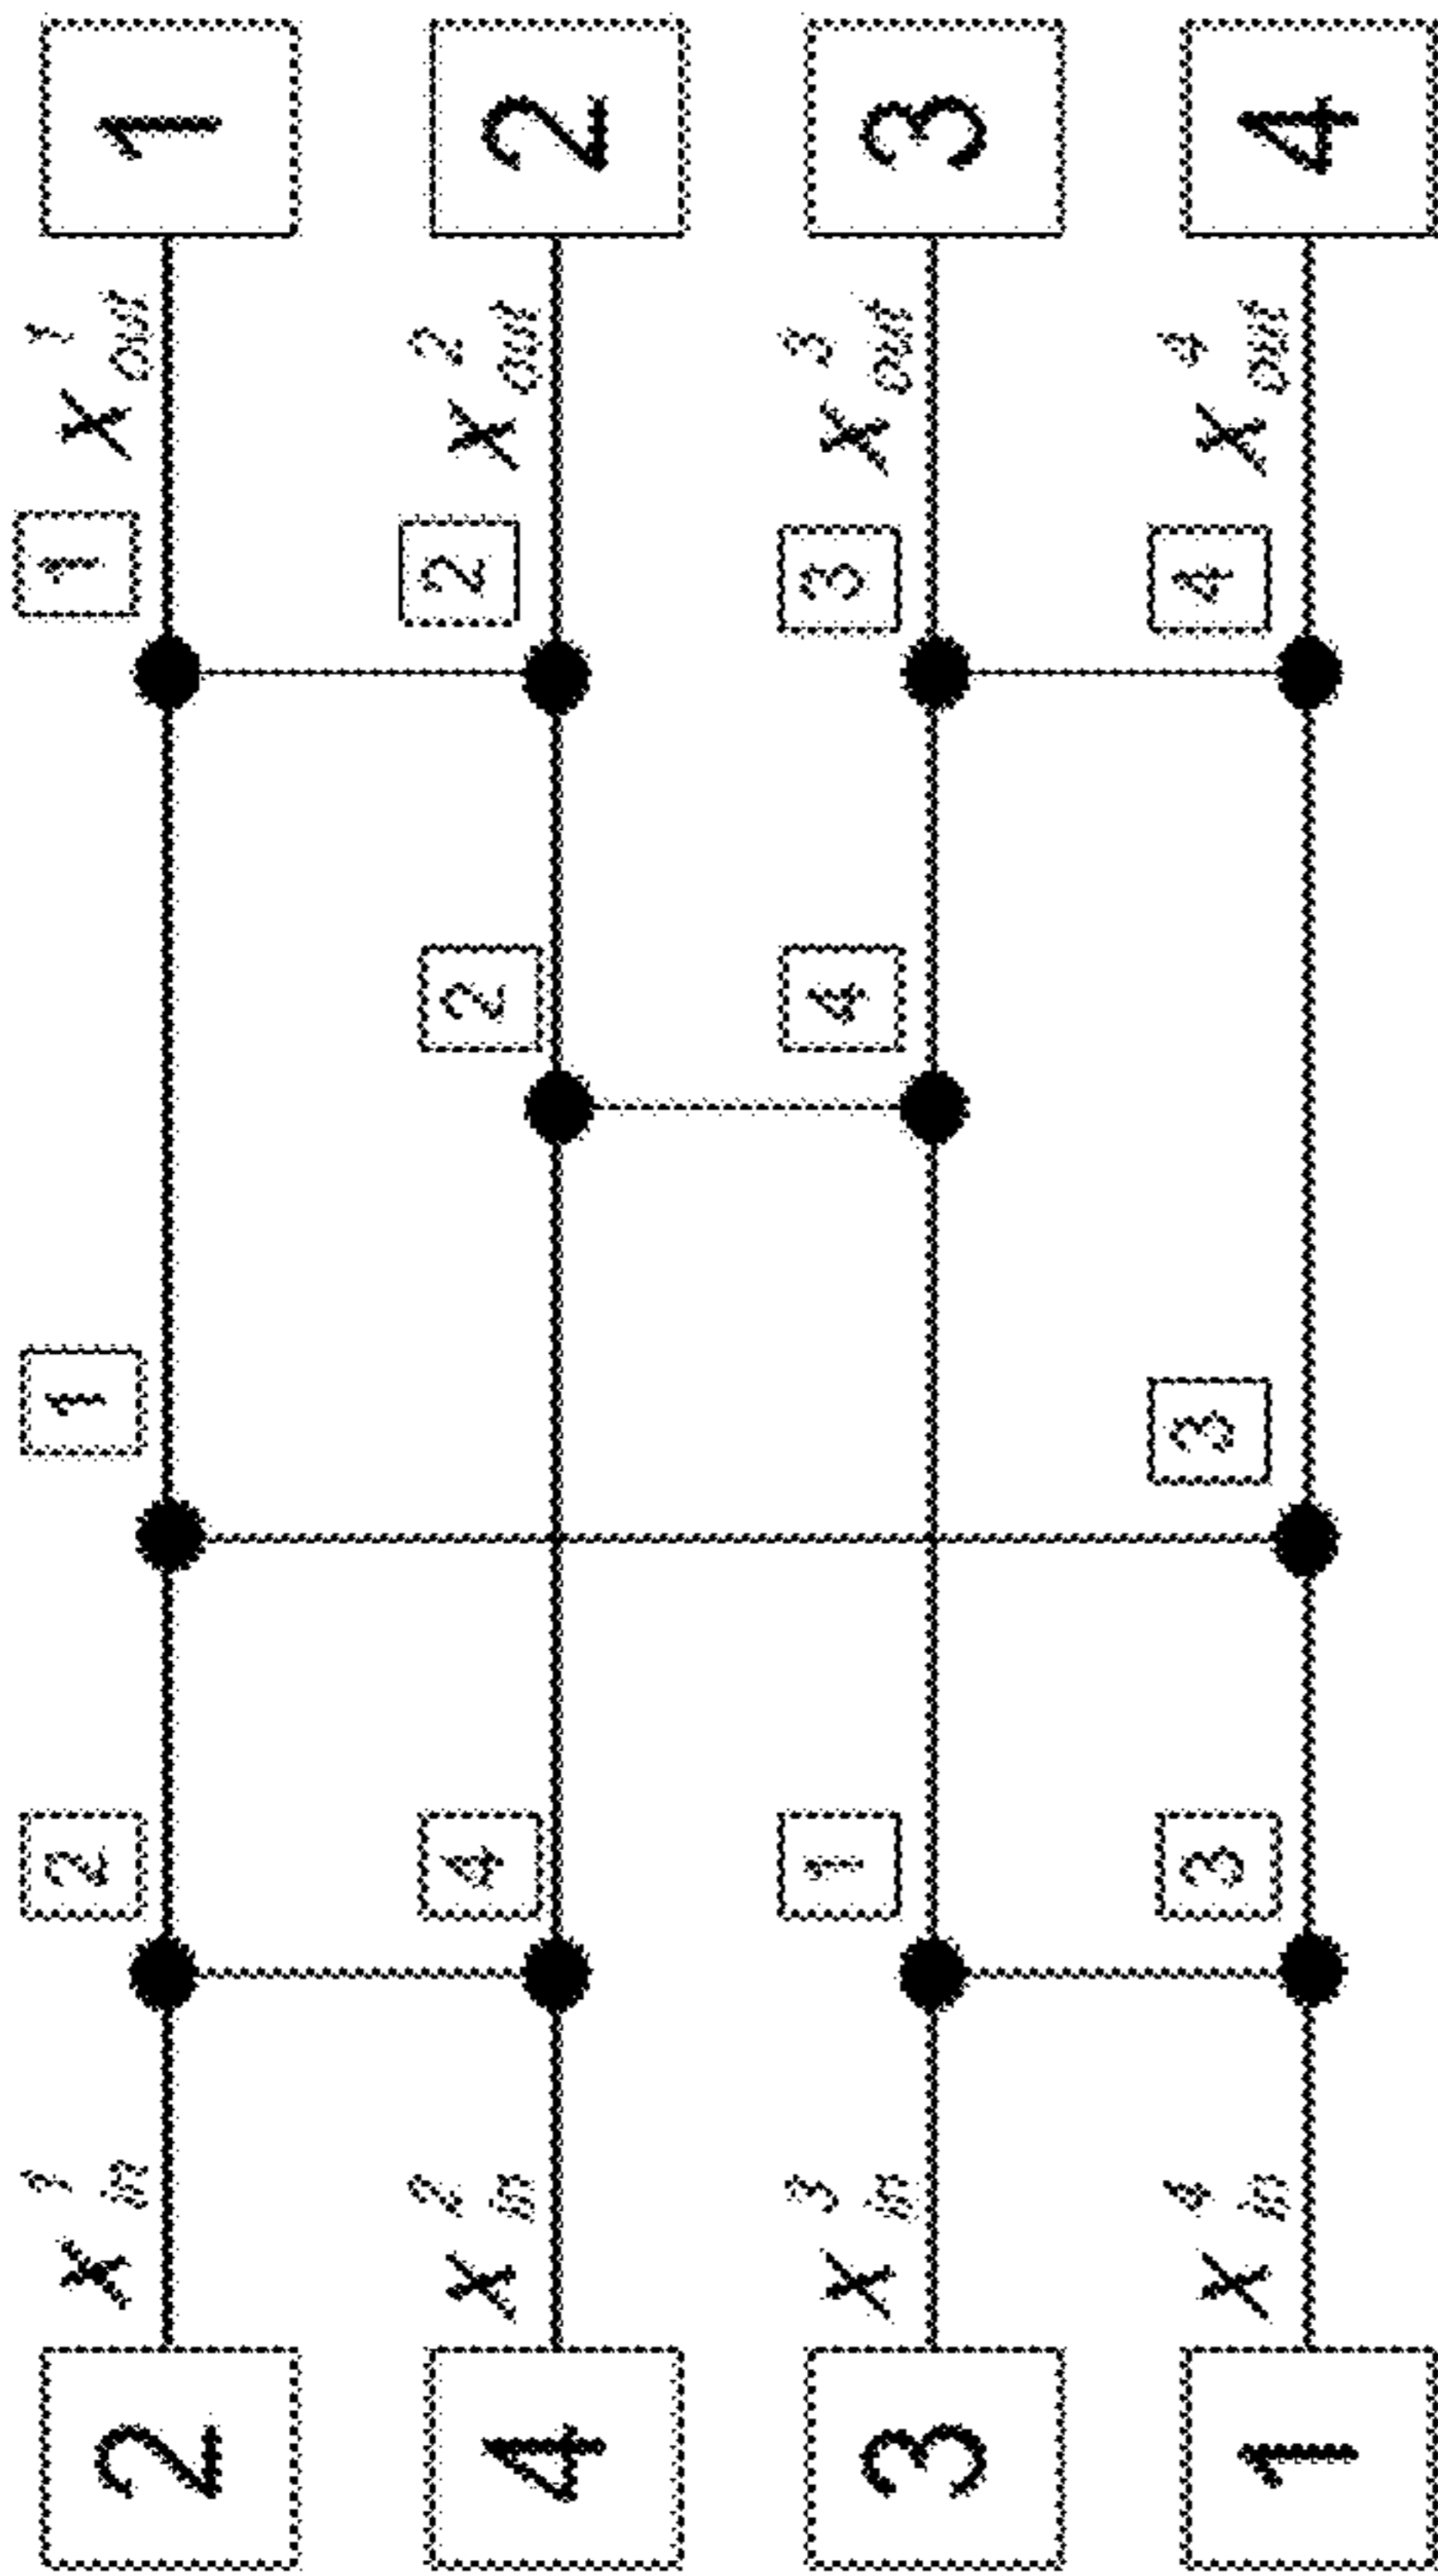 2 x¹in 2 1 1 x¹out 1
4 x²in 4 2 2 x²out 2
3 x³in 1 4 3 x³out 3
1 x⁴in 3 3 4 x⁴out 4